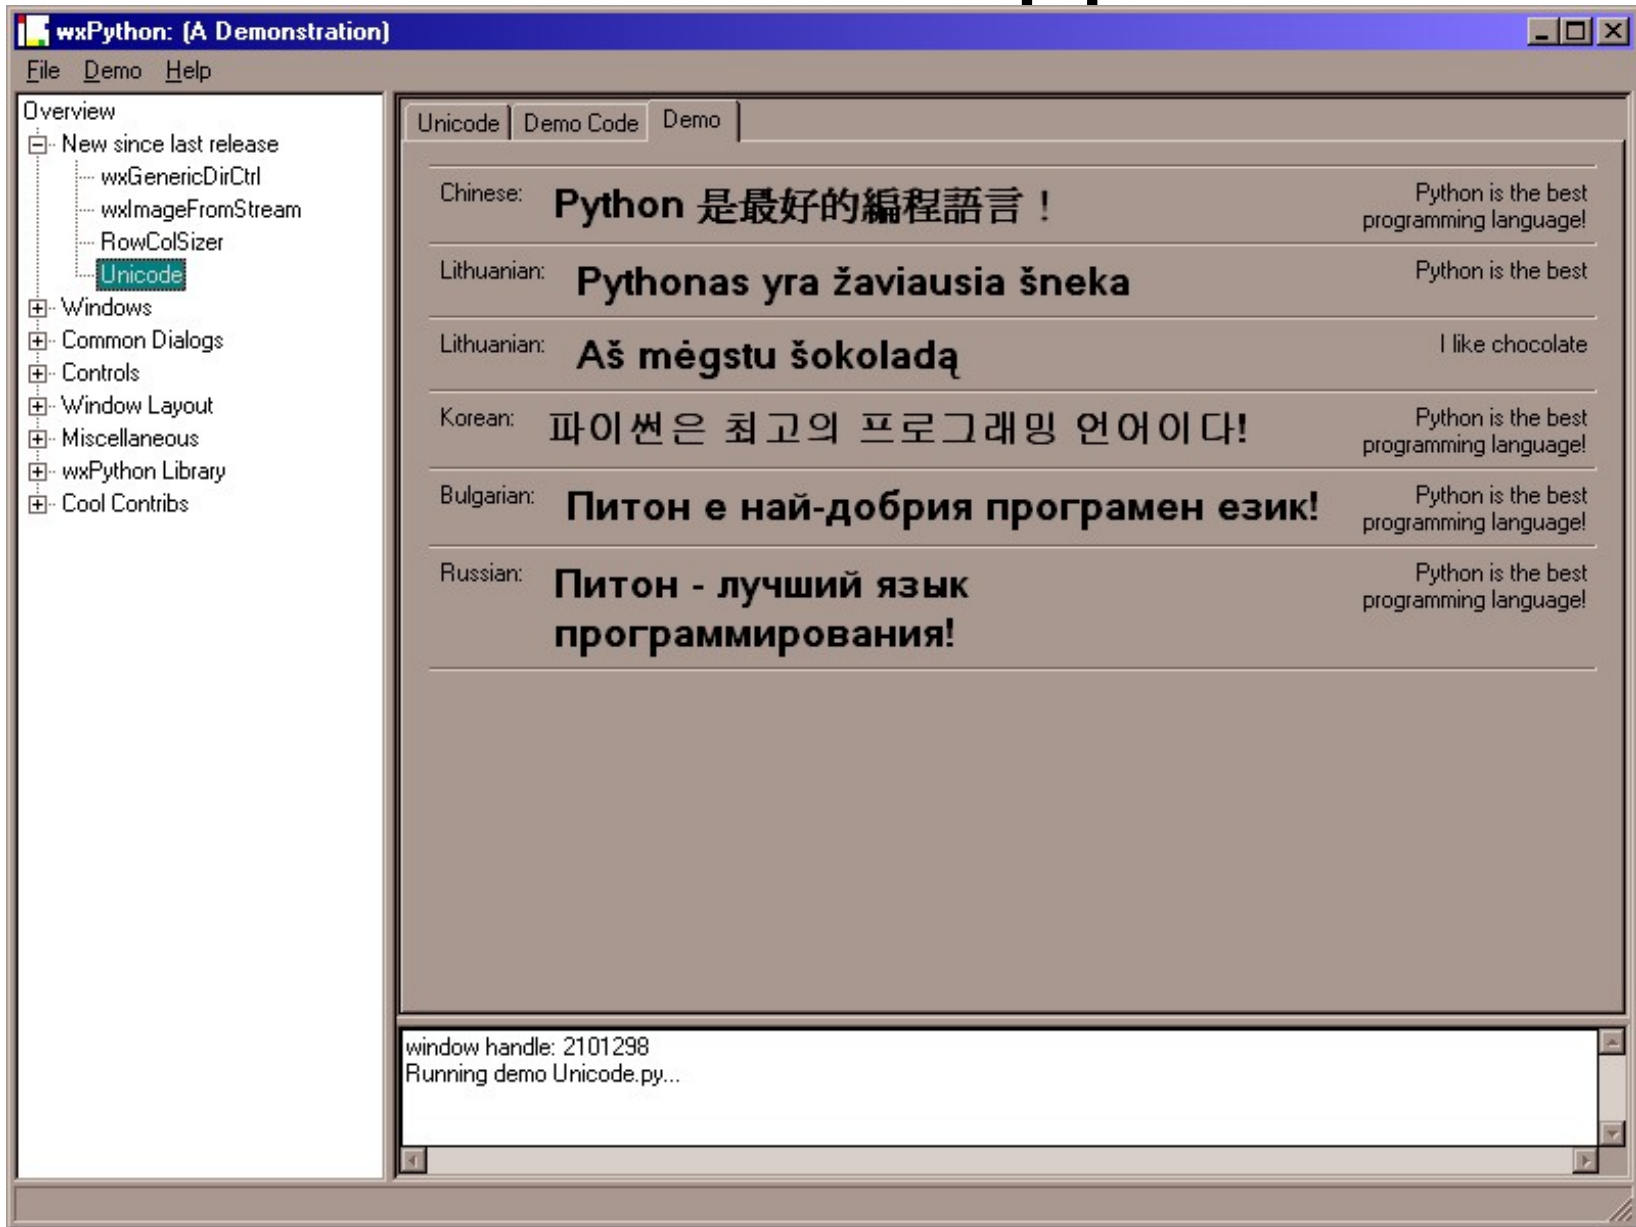 wxPython: (A Demonstration)
File Demo Help
Overview
New since last release
wxGenericDirCtrl
wxImageFromStream
RowColSizer
Unicode
Windows
Common Dialogs
Controls
Window Layout
Miscellaneous
wxPython Library
Cool Contribs
Unicode Demo Code Demo
Chinese: Python 是最好的編程語言！ Python is the best
programming language!
Lithuanian: Pythonas yra žaviausia šneka Python is the best
Lithuanian: Aš mėgstu šokoladą I like chocolate
Korean: 파이썬은 최고의 프로그래밍 언어이다! Python is the best
programming language!
Bulgarian: Питон е най-добрия програмен език! Python is the best
programming language!
Russian: Питон - лучший язык Python is the best
программирования! programming language!
window handle: 2101298
Running demo Unicode.py...